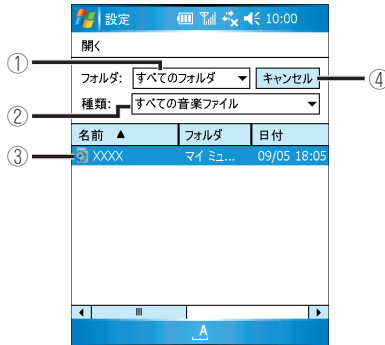 設定 10:00
開く
① フォルダ: すべてのフォルダ キャンセル ④
② 種類: すべての音楽ファイル
名前 ▲ フォルダ 日付
③ XXXX マイ ミュ... 09/05 18:05
A